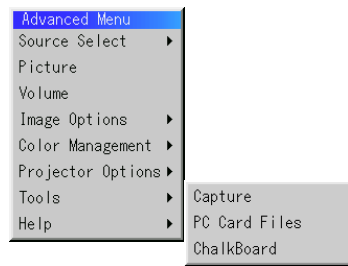 Advanced Menu
Source Select
Picture
Volume
Image Options
Color Management
Projector Options
Tools
Help
Capture
PC Card Files
ChalkBoard